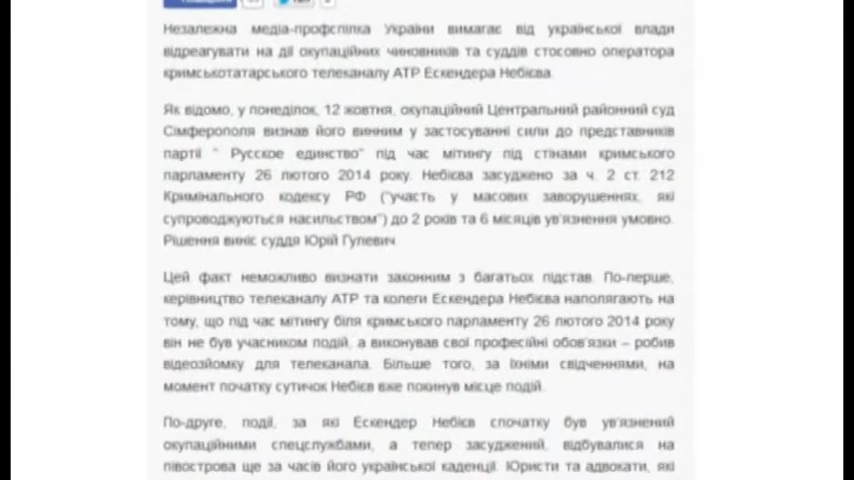 Незалежна медіа-профспілка України вимагає від української влади
відреагувати на дії окупаційних чиновників та суддів стосовно оператора
кримськотатарського телеканалу АТР Ескендера Небієва.
Як відомо, у понеділок, 12 жовтня, окупаційний Центральний районний суд
Сімферополя визнав його винним у застосуванні сили до представників
партії " Русское единство" під час мітингу під стінами кримського
парламенту 26 лютого 2014 року. Небієва засуджено за ч. 2 ст. 212
Кримінального кодексу РФ ("участь у масових заворушеннях, які
супроводжуються насильством") до 2 років та 6 місяців ув'язнення умовно.
Рішення виніс суддя Юрій Гулевич.
Цей факт неможливо визнати законним з багатьох підстав. По-перше,
керівництво телеканалу АТР та колеги Ескендера Небієва наполягають на
тому, що під час мітингу біля кримського парламенту 26 лютого 2014 року
він не був учасником подій, а виконував свої професійні обов'язки – робив
відеозйомку для телеканала. Більше того, за їхніми свідченнями, на
момент початку сутичок Небієв вже покинув місце подій.
По-друге, події, за які Ескендер Небієв спочатку був ув'язнений
окупаційними спецслужбами, а тепер засуджений, відбувалися на
півострова ще за часів його української каденції. Юристи та адвокати, які